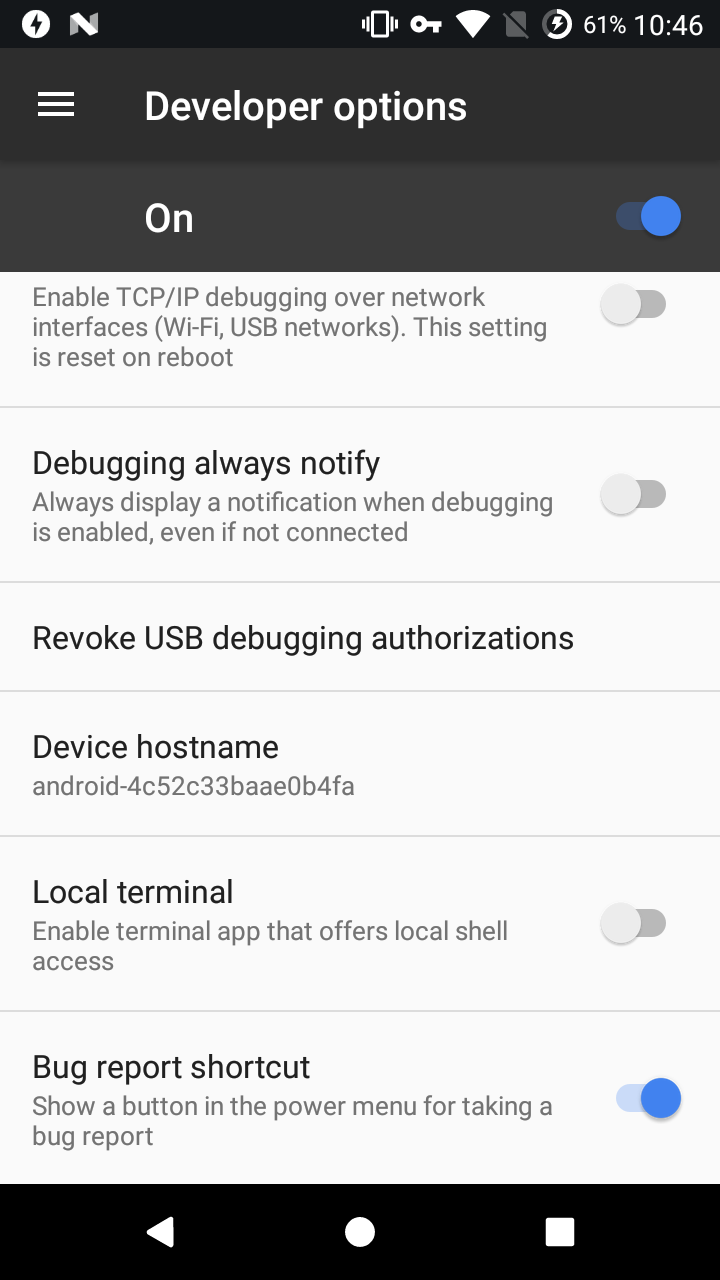 61% 10:46
Developer options
On
Enable TCP/IP debugging over network
interfaces (Wi-Fi, USB networks). This setting
is reset on reboot
Debugging always notify
Always display a notification when debugging
is enabled, even if not connected
Revoke USB debugging authorizations
Device hostname
android-4c52c33baae0b4fa
Local terminal
Enable terminal app that offers local shell
access
Bug report shortcut
Show a button in the power menu for taking a
bug report